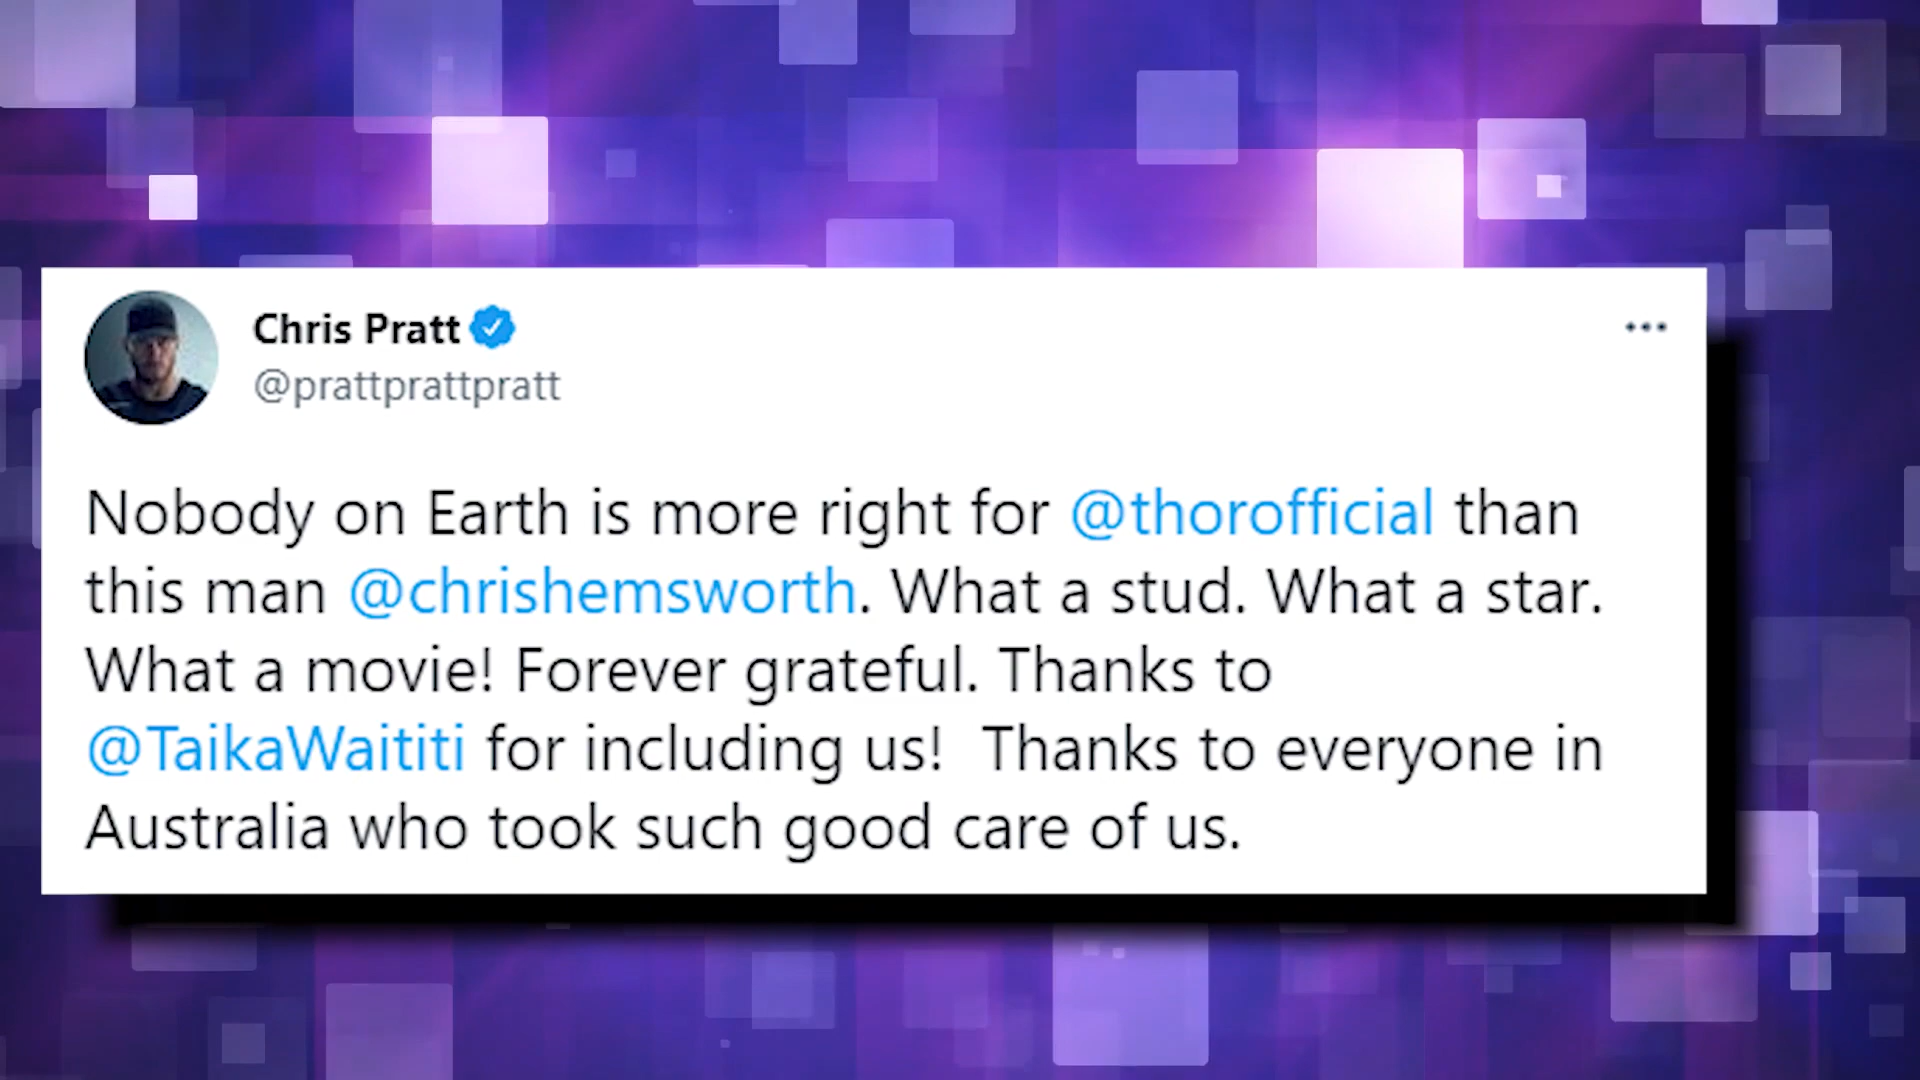 Chris Pratt
@prattprattpratt
Nobody on Earth is more right for @thorofficial than
this man @chrishemsworth. What a stud. What a star.
What a movie! Forever grateful. Thanks to
@TaikaWaititi for including us!  Thanks to everyone in
Australia who took such good care of us.